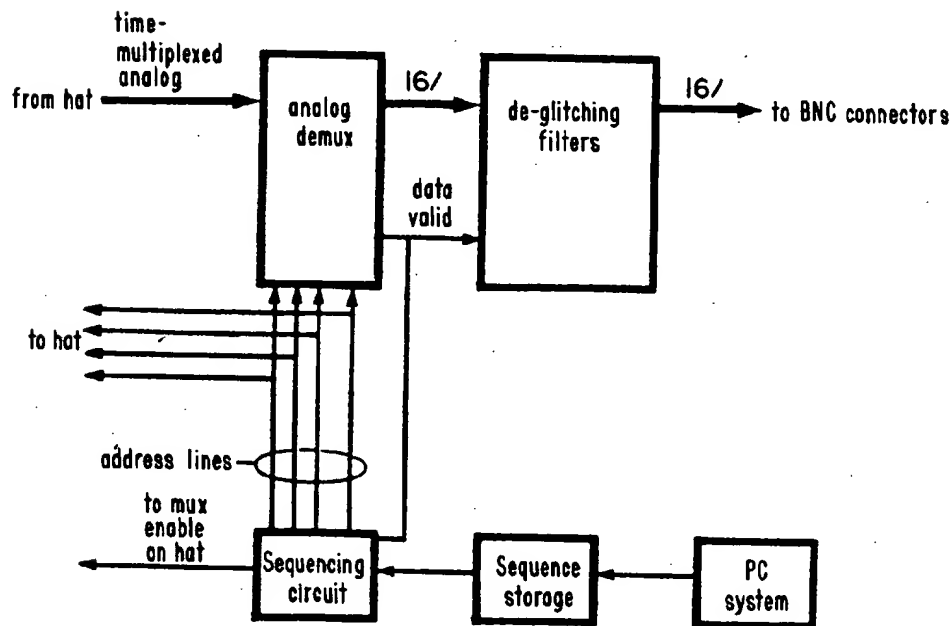 time-
multiplexed
analog
from hat
analog
demux
16/
de-glitching
filters
16/
to BNC connectors
data
valid
to hat
address lines
to mux
enable
on hat
Sequencing
circuit
Sequence
storage
PC
system